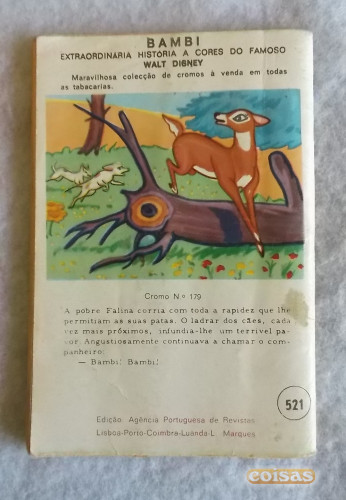 BAMBI
EXTRAORDINÁRIA HISTÓRIA A CORES DO FAMOSO
WALT DISNEY
Maravilhosa colecção de cromos à venda em todas
as tabacarias.
Cromo N.º 179
A pobre Falina corria com toda a rapidez que lhe
permitiam as suas patas. O ladrar dos cães, cada
vez mais próximos, infundia-lhe um terrivel pa-
vor. Angustiosamente continuava a chamar o com-
panheiro:
— Bambi! Bambi!
521
Edição. Agência Portuguesa de Revistas
Lisboa-Porto-Coimbra-Luanda-L. Marques
coisas